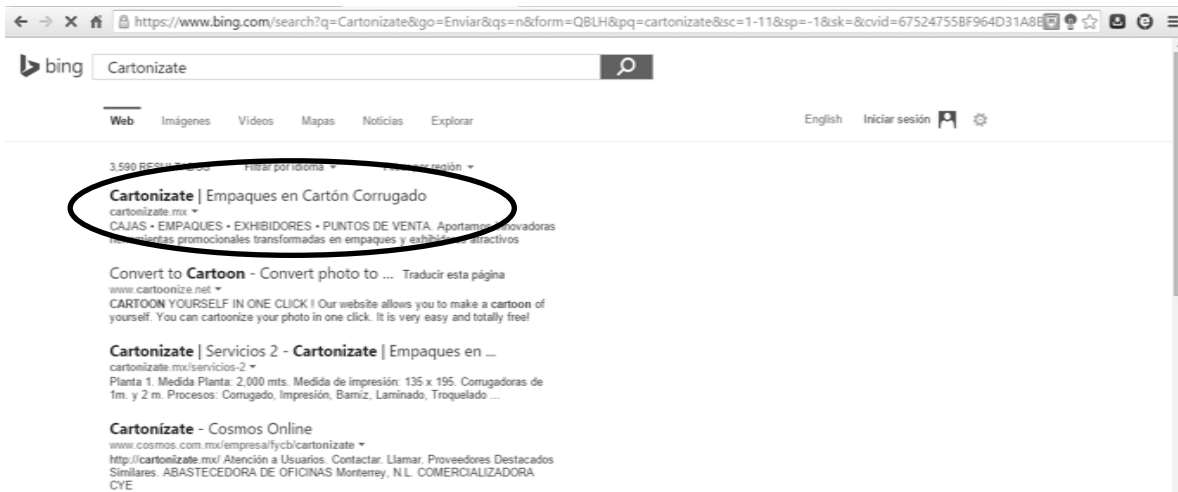 https://www.bing.com/search?q=Cartonizate&go=Enviar&qs=n&form=QBLH&pq=cartonizate&sc=1-11&sp=-1&sk=&cvid=67524755BF964D31A8
bing Cartonizate
Web Imágenes Videos Mapas Noticias Explorar English Iniciar sesión
3,590 Filtrar por idioma por región
Cartonizate | Empaques en Cartón Corrugado
cartonizate.mx
CAJAS • EMPAQUES • EXHIBIDORES • PUNTOS DE VENTA. Aportamos innovadoras
herramientas promocionales transformadas en empaques y exhibidores atractivos
Convert to Cartoon - Convert photo to ... Traducir esta página
www.cartoonize.net
CARTOON YOURSELF IN ONE CLICK ! Our website allows you to make a cartoon of
yourself. You can cartoonize your photo in one click. It is very easy and totally free!
Cartonizate | Servicios 2 - Cartonizate | Empaques en ...
cartonizate.mx/servicios-2
Planta 1. Medida Planta: 2,000 mts. Medida de impresión: 135 x 195. Corrugadoras de
1m. y 2 m. Procesos: Corrugado, Impresión, Barniz, Laminado, Troquelado ...
Cartonízate - Cosmos Online
www.cosmos.com.mx/empresa/fycb/cartonizate
http://cartonizate.mx/ Atención a Usuarios. Contactar. Llamar. Proveedores Destacados
Similares. ABASTECEDORA DE OFICINAS Monterrey, N.L. COMERCIALIZADORA
CYE